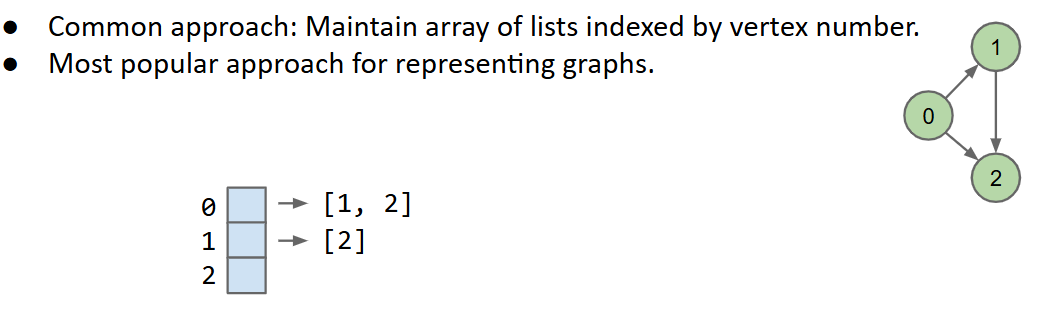 ● Common approach: Maintain array of lists indexed by vertex number.
● Most popular approach for representing graphs.
1
0
2
0 [1, 2]
1 [2]
2